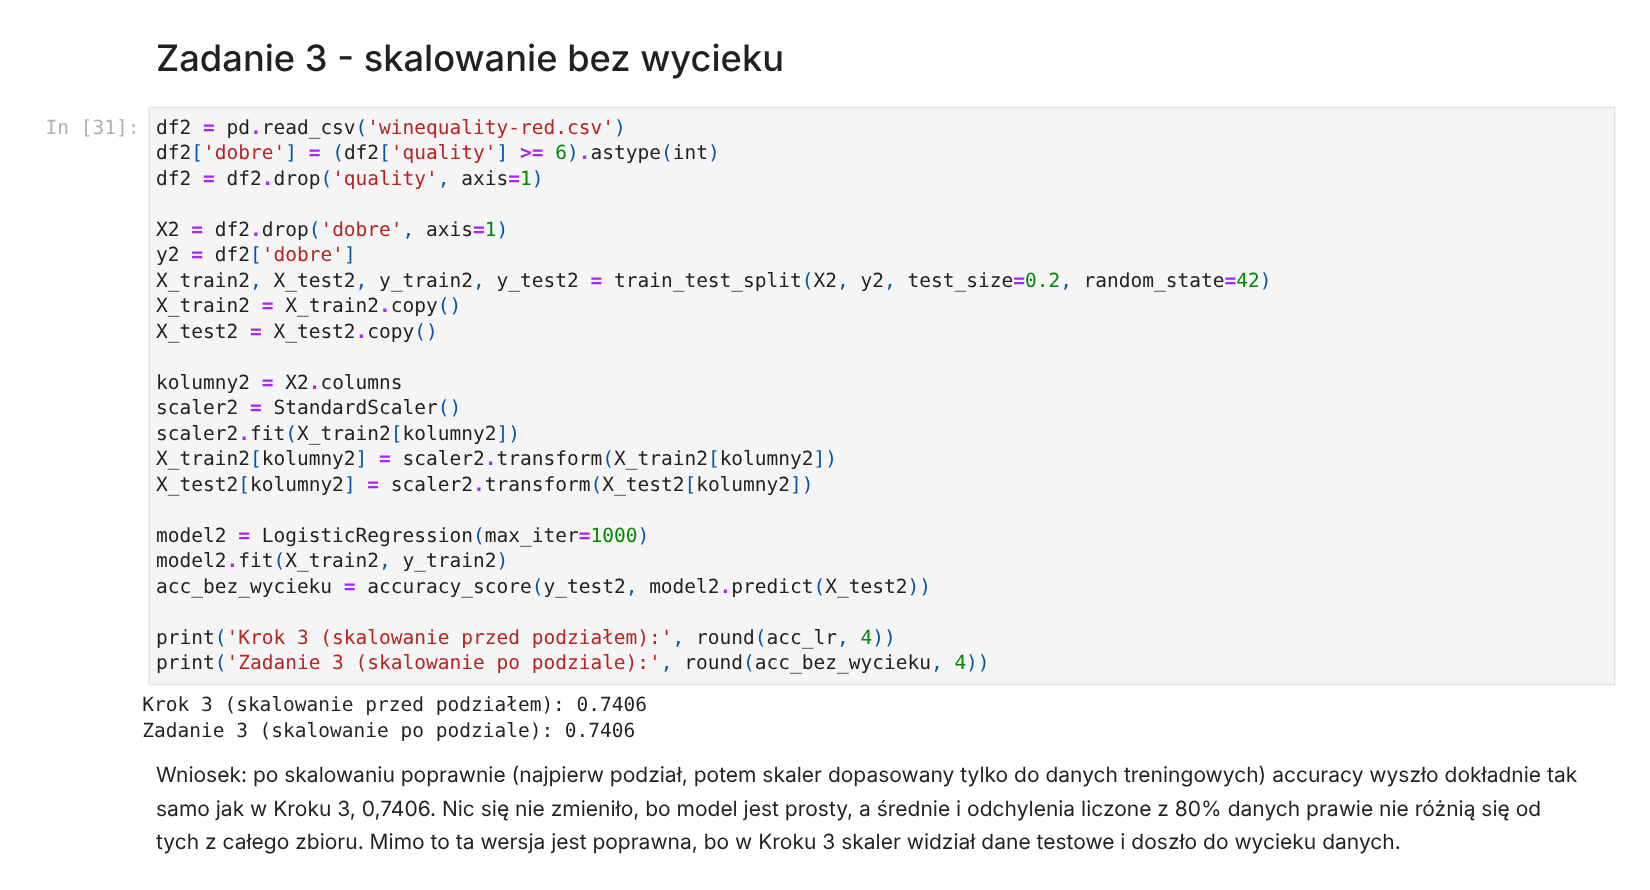 Zadanie 3 - skalowanie bez wycieku
In [31]:
df2 = pd.read_csv('winequality-red.csv')
df2['dobre'] = (df2['quality'] >= 6).astype(int)
df2 = df2.drop('quality', axis=1)
X2 = df2.drop('dobre', axis=1)
y2 = df2['dobre']
X_train2, X_test2, y_train2, y_test2 = train_test_split(X2, y2, test_size=0.2, random_state=42)
X_train2 = X_train2.copy()
X_test2 = X_test2.copy()
kolumny2 = X2.columns
scaler2 = StandardScaler()
scaler2.fit(X_train2[kolumny2])
X_train2[kolumny2] = scaler2.transform(X_train2[kolumny2])
X_test2[kolumny2] = scaler2.transform(X_test2[kolumny2])
model2 = LogisticRegression(max_iter=1000)
model2.fit(X_train2, y_train2)
acc_bez_wycieku = accuracy_score(y_test2, model2.predict(X_test2))
print('Krok 3 (skalowanie przed podziałem):', round(acc_lr, 4))
print('Zadanie 3 (skalowanie po podziale):', round(acc_bez_wycieku, 4))
Krok 3 (skalowanie przed podziałem): 0.7406
Zadanie 3 (skalowanie po podziale): 0.7406
Wniosek: po skalowaniu poprawnie (najpierw podział, potem skaler dopasowany tylko do danych treningowych) accuracy wyszło dokładnie tak
samo jak w Kroku 3, 0,7406. Nic się nie zmieniło, bo model jest prosty, a średnie i odchylenia liczone z 80% danych prawie nie różnią się od
tych z całego zbioru. Mimo to ta wersja jest poprawna, bo w Kroku 3 skaler widział dane testowe i doszło do wycieku danych.